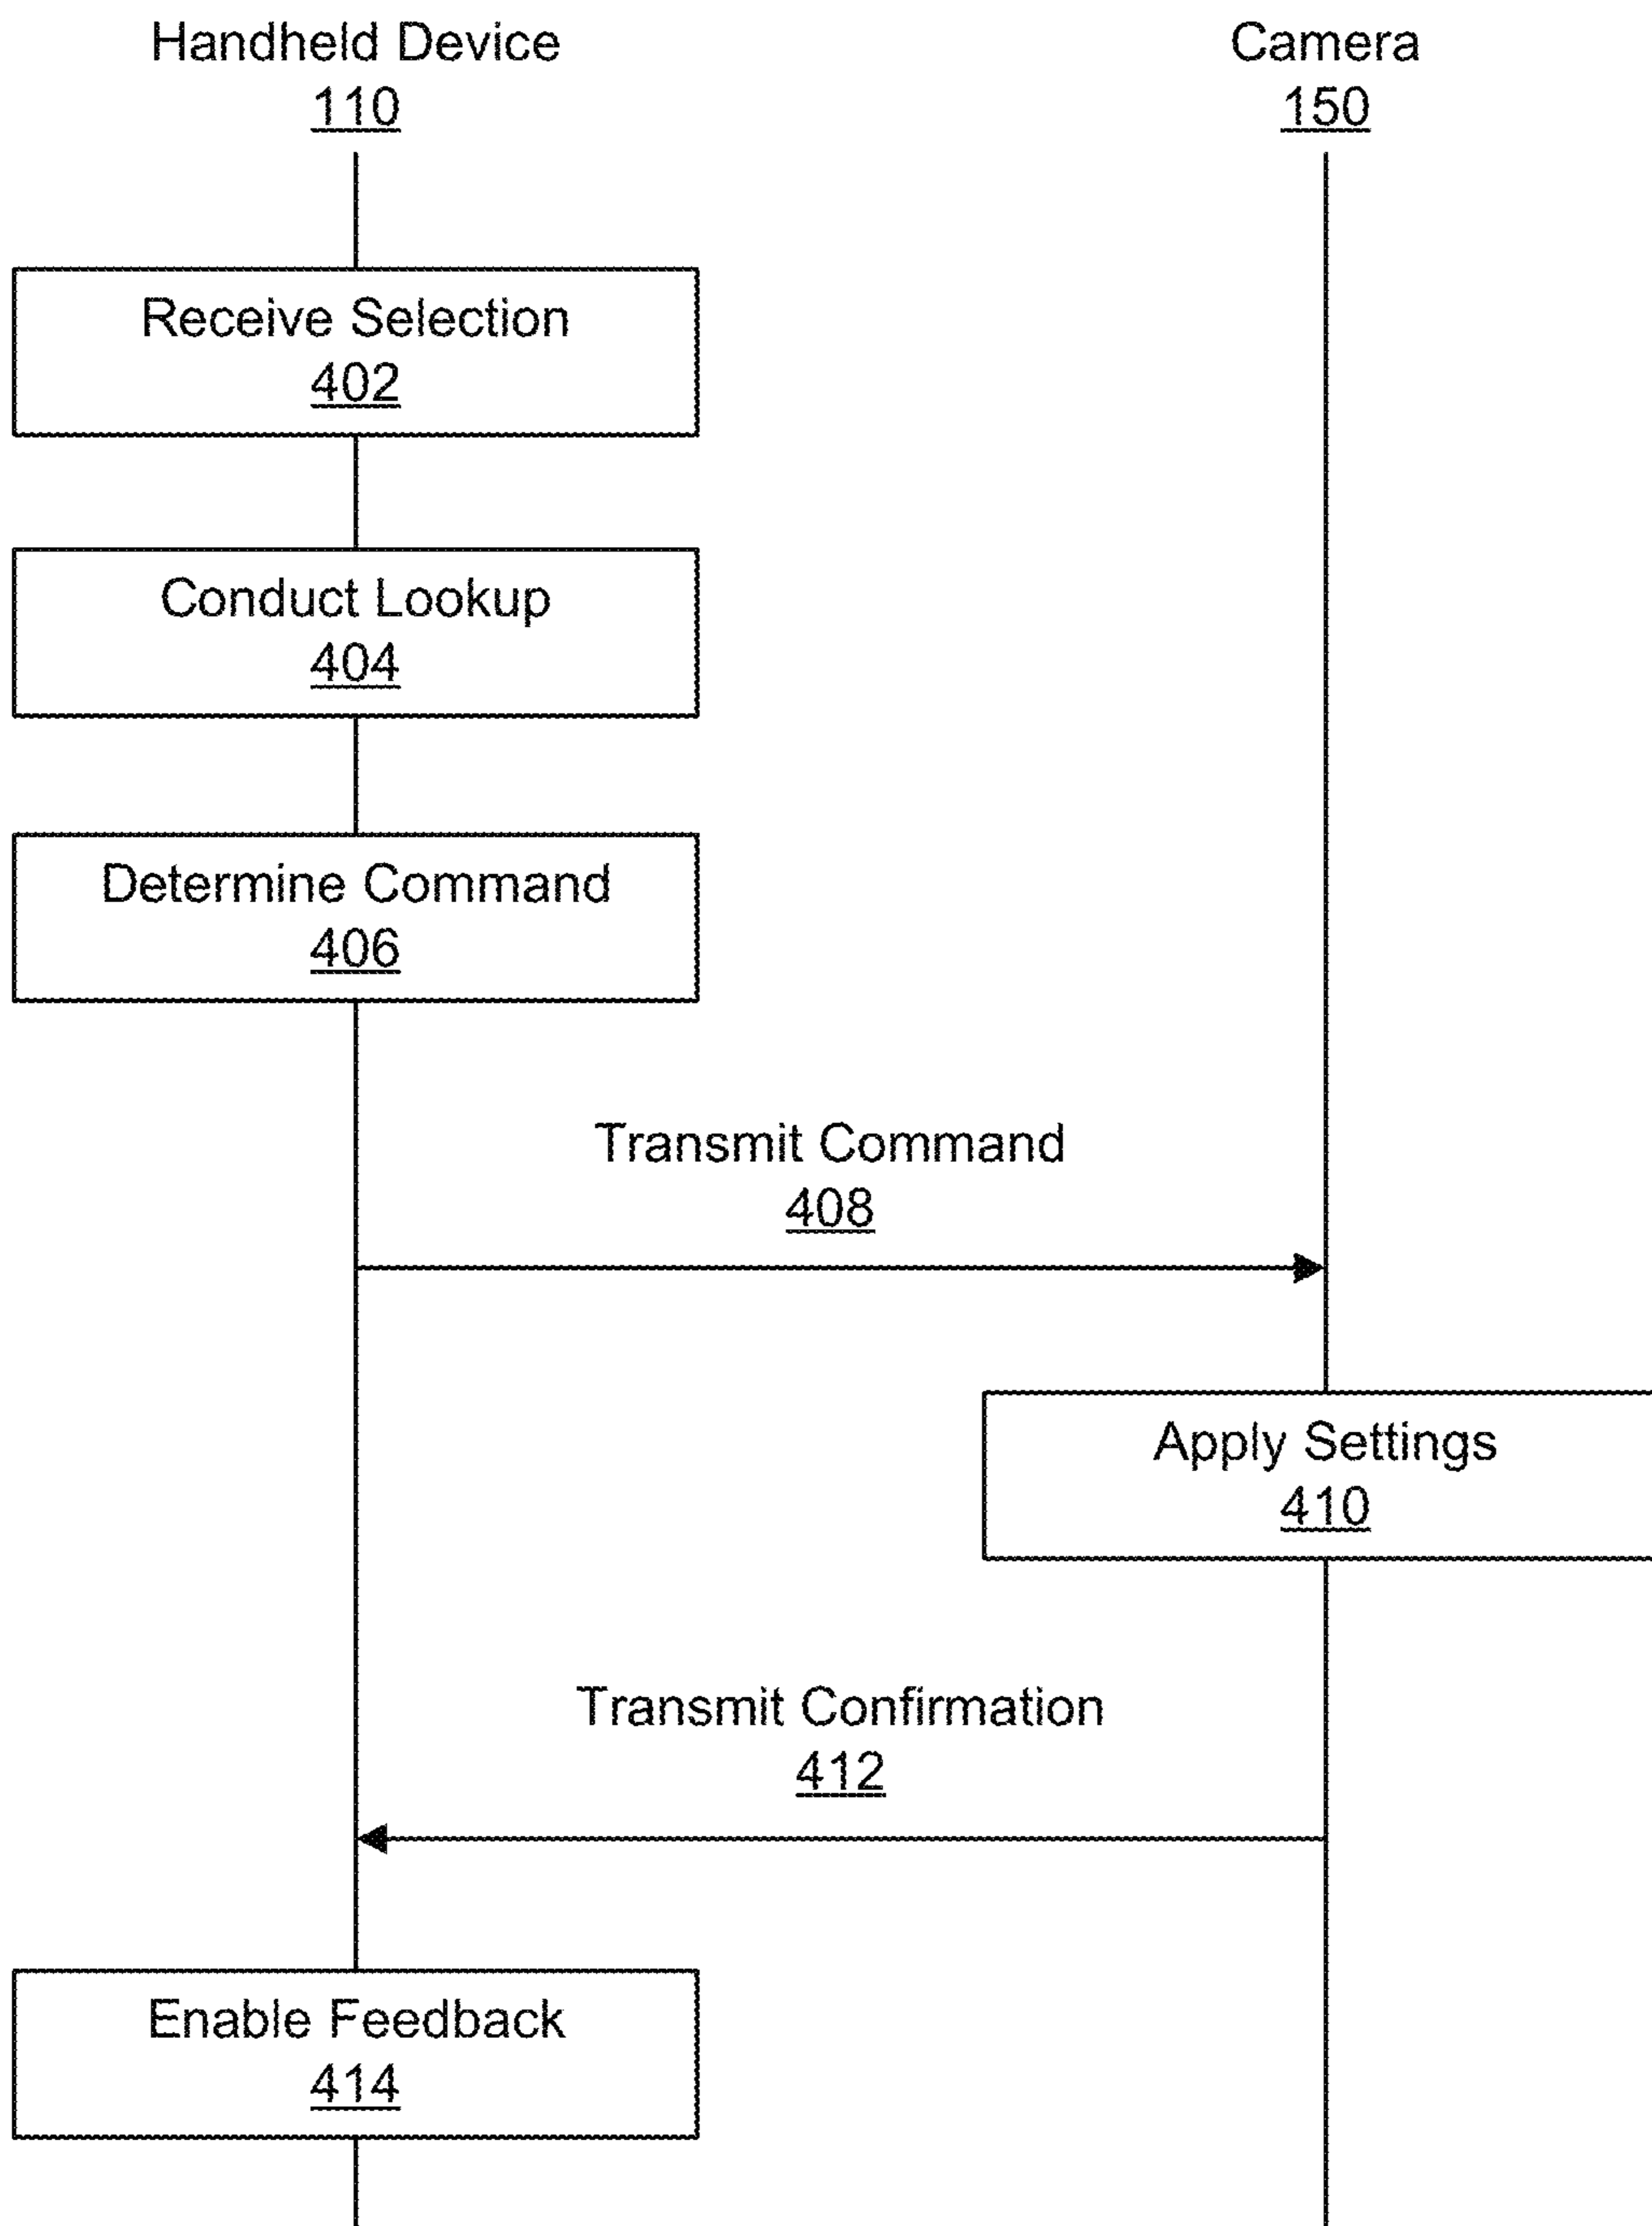 Handheld Device
110
Camera
150
Receive Selection
402
Conduct Lookup
404
Determine Command
406
Transmit Command
408
Apply Settings
410
Transmit Confirmation
412
Enable Feedback
414